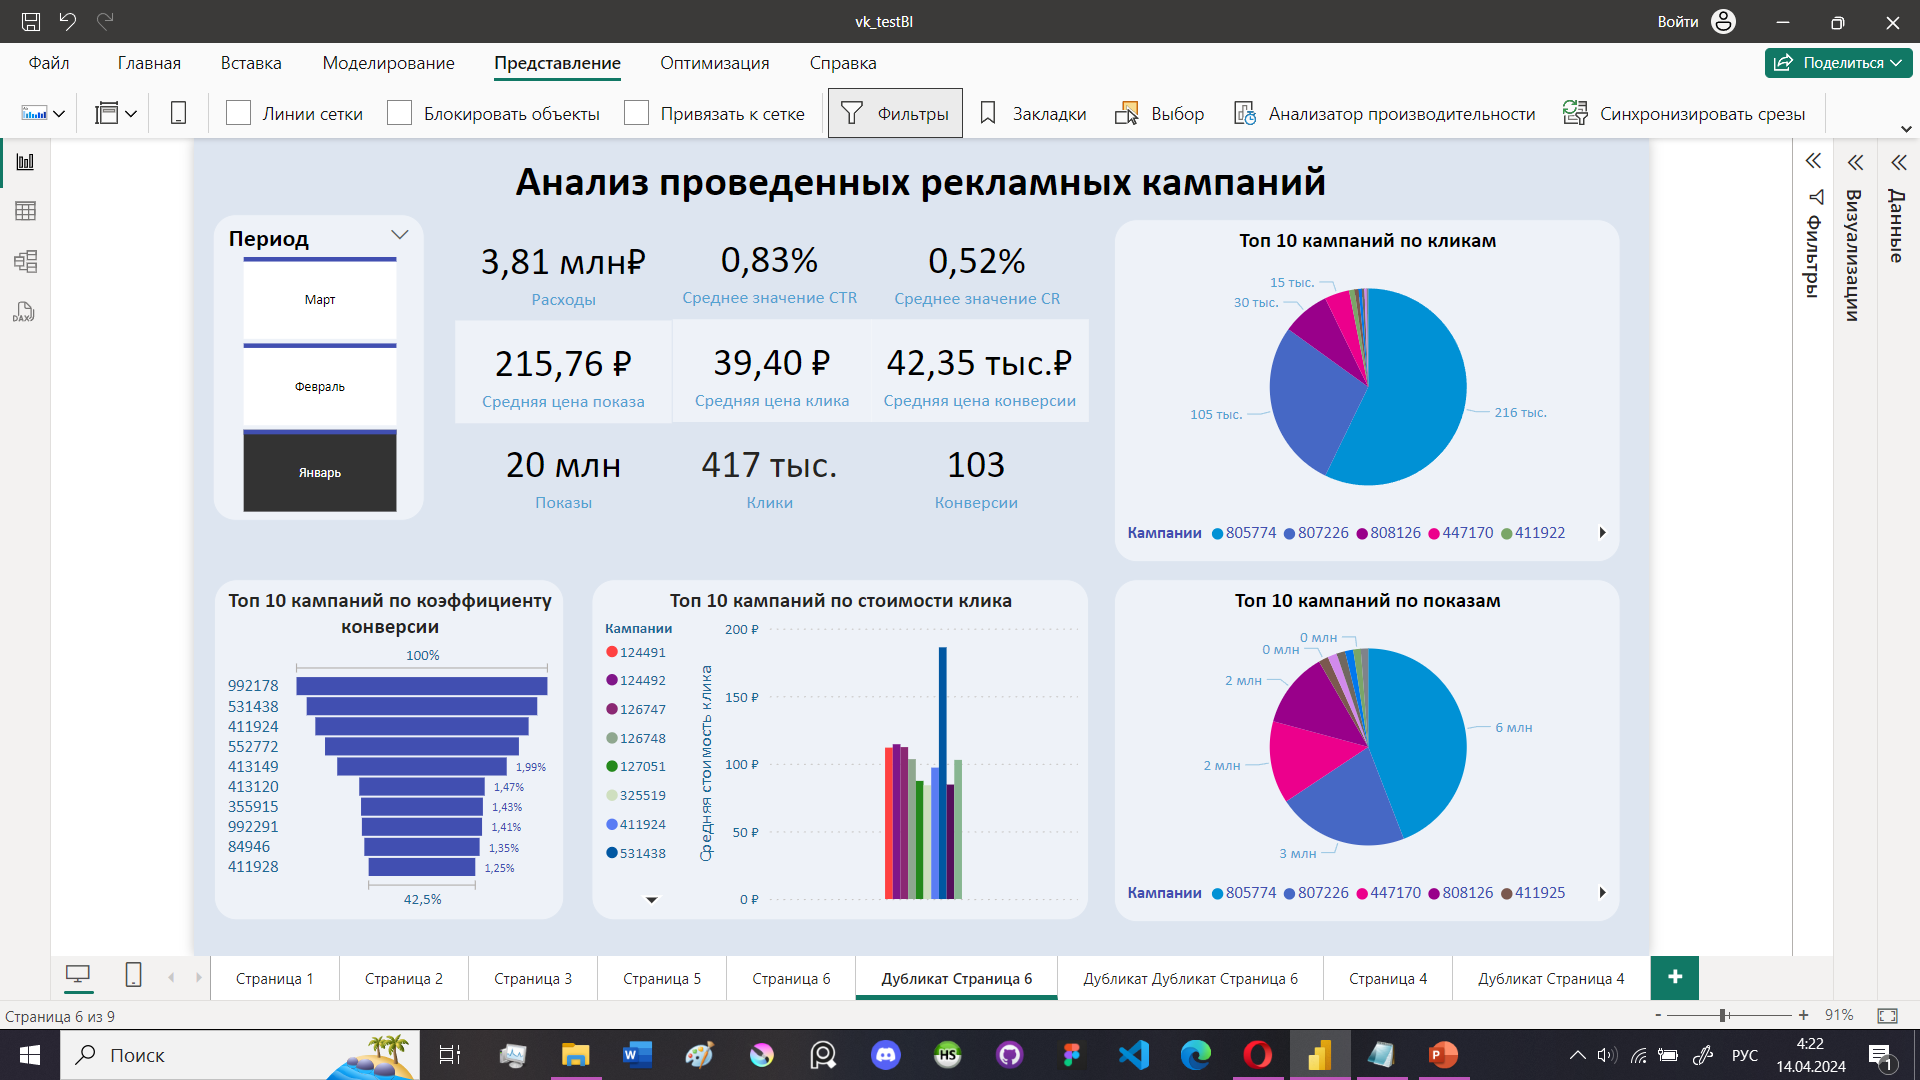 vk_testBI
Войти
Файл
Главная
Вставка
Моделирование
Представление
Оптимизация
Справка
Поделиться
Линии сетки
Блокировать объекты
Привязать к сетке
Фильтры
Закладки
Выбор
Анализатор производительности
Синхронизировать срезы
DAX
Анализ проведенных рекламных кампаний
Период
Март
Февраль
Январь
3,81 млн₽
Расходы
0,83%
Среднее значение CTR
0,52%
Среднее значение CR
215,76 ₽
Средняя цена показа
39,40 ₽
Средняя цена клика
42,35 тыс.₽
Средняя цена конверсии
20 млн
Показы
417 тыс.
Клики
103
Конверсии
Топ 10 кампаний по кликам
15 тыс.
30 тыс.
105 тыс.
216 тыс.
Кампании 805774 807226 808126 447170 411922
Топ 10 кампаний по коэффициенту
конверсии
100%
992178
531438
411924
552772
413149 1,99%
413120 1,47%
355915 1,43%
992291 1,41%
84946 1,35%
411928 1,25%
42,5%
Топ 10 кампаний по стоимости клика
Кампании
124491
124492
126747
126748
127051
325519
411924
531438
Средняя стоимость клика
200 ₽
150 ₽
100 ₽
50 ₽
0 ₽
Топ 10 кампаний по показам
0 млн
0 млн
2 млн
2 млн
3 млн
6 млн
Кампании 805774 807226 447170 808126 411925
Фильтры
Визуализации
Данные
Страница 1
Страница 2
Страница 3
Страница 5
Страница 6
Дубликат Страница 6
Дубликат Дубликат Страница 6
Страница 4
Дубликат Страница 4
Страница 6 из 9
- + 91%
Поиск
РУС
4:22
14.04.2024
1